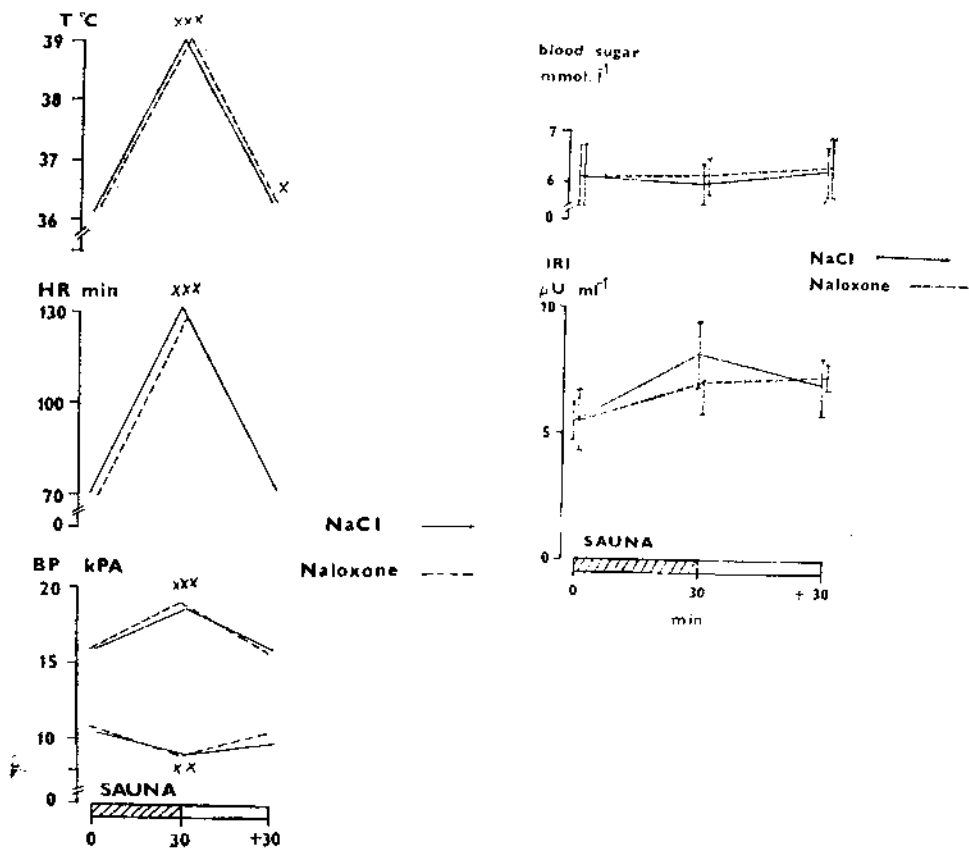 T °C
xxx
39
38
37
x
36
HR min
xxx
130
100
70
0
NaCl
Naloxone
BP kPA
xxx
20
15
10
xx
0
SAUNA
0 30 +30
blood sugar
mmol. l⁻¹
7
6
0
NaCl
Naloxone
IRI
μU ml⁻¹
10
5
0
SAUNA
0 30 + 30
min